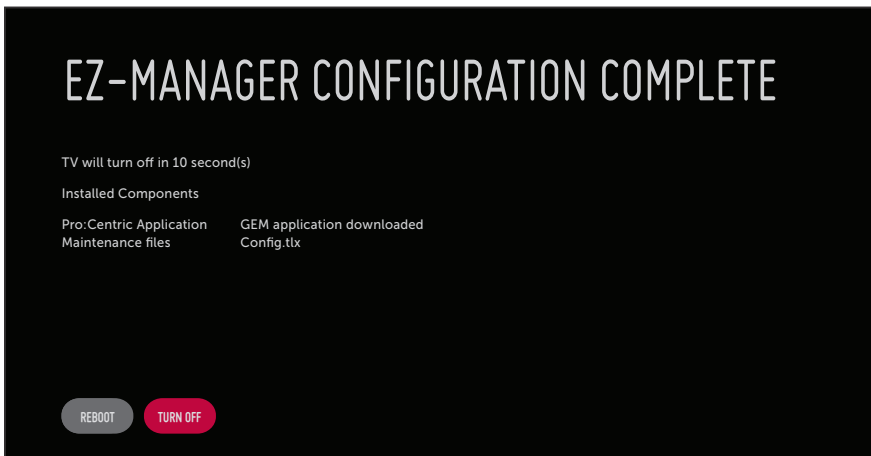 EZ-MANAGER CONFIGURATION COMPLETE
TV will turn off in 10 second(s)
Installed Components
Pro:Centric Application GEM application downloaded
Maintenance files Config.tlx
REBOOT TURN OFF